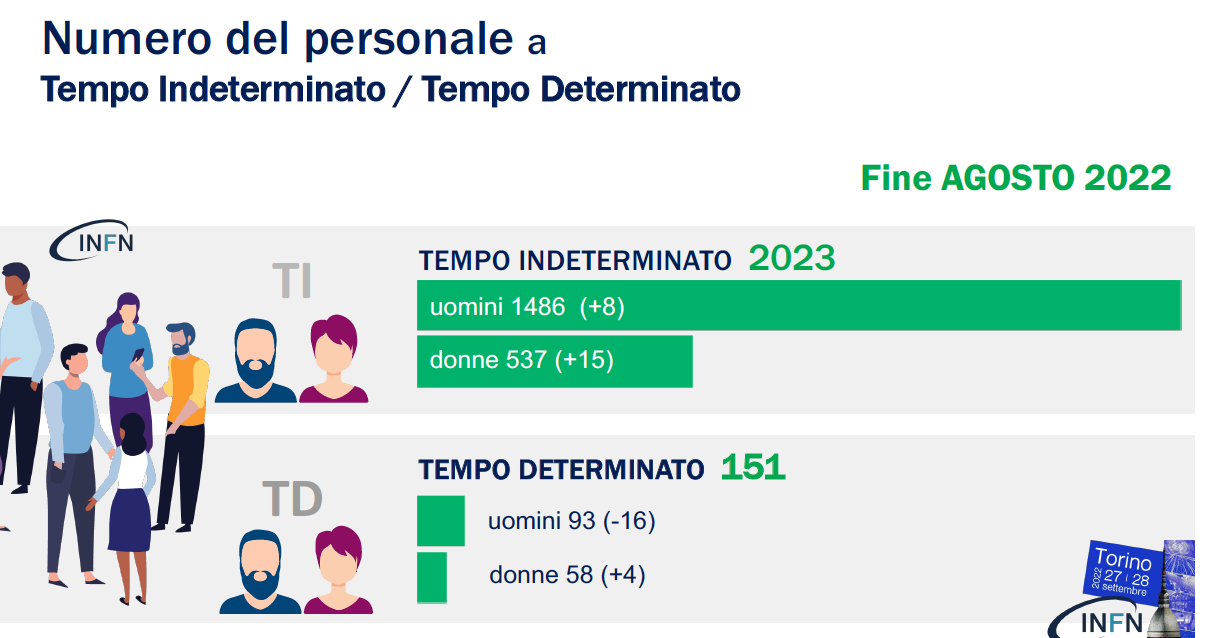 Numero del personale a
Tempo Indeterminato / Tempo Determinato
Fine AGOSTO 2022
INFN
TI
TEMPO INDETERMINATO 2023
uomini 1486 (+8)
donne 537 (+15)
TD
TEMPO DETERMINATO 151
uomini 93 (-16)
donne 58 (+4)
Torino
2022 27 | 28
settembre
INFN